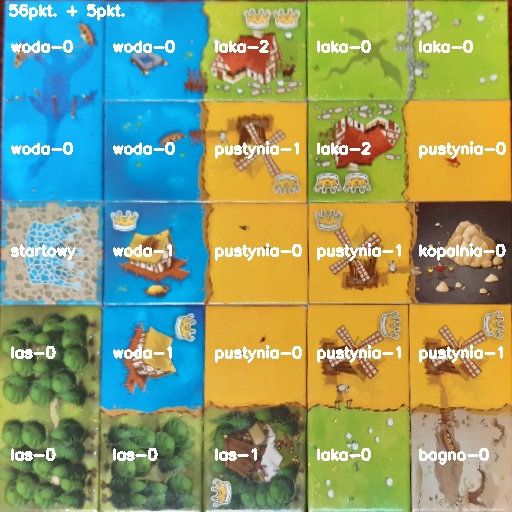 56pkt. + 5pkt.
woda-0 woda-0 laka-2 laka-0 laka-0
woda-0 woda-0 pustynia-1 laka-2 pustynia-0
startowy woda-1 pustynia-0 pustynia-1 kopalnia-0
las-0 woda-1 pustynia-0 pustynia-1 pustynia-1
las-0 las-0 las-1 laka-0 bagno-0